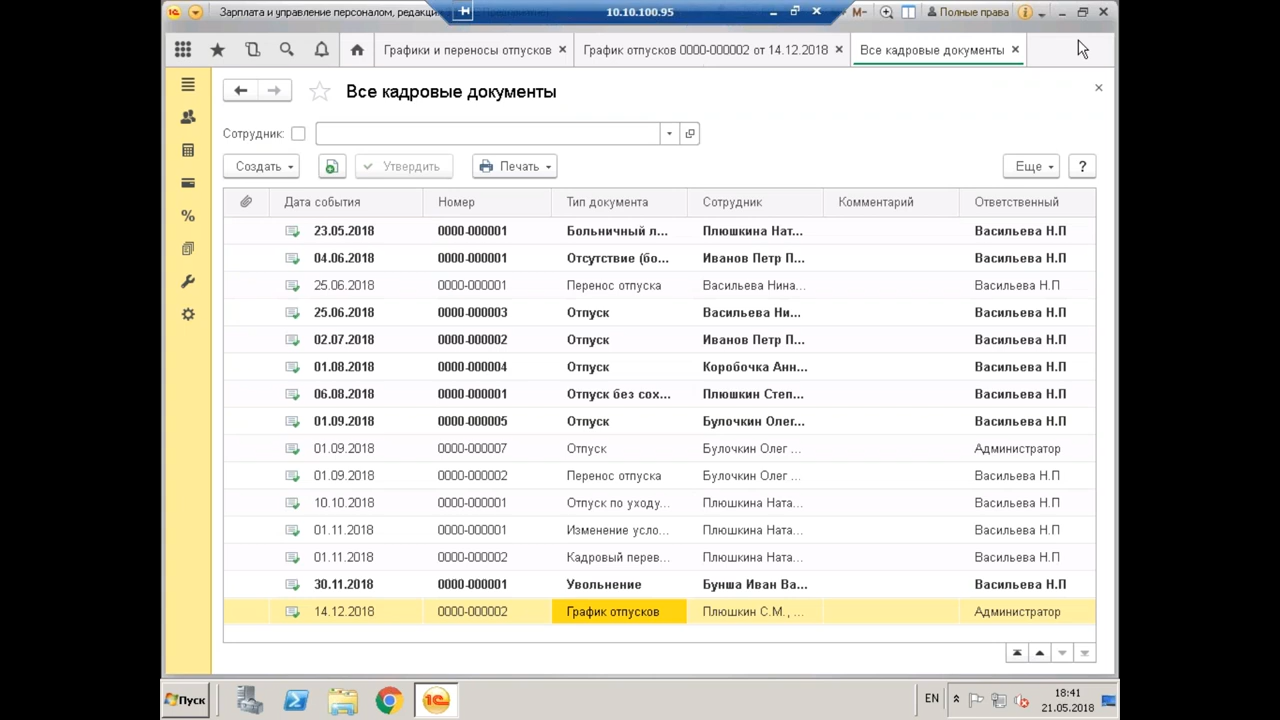 Зарплата и управление персоналом, редакци
10.10.100.95
M-
Полные права
Графики и переносы отпусков
График отпусков 0000-000002 от 14.12.2018
Все кадровые документы
Все кадровые документы
Сотрудник:
Создать
Утвердить
Печать
Еще
?
Дата события Номер Тип документа Сотрудник Комментарий Ответственный
23.05.2018 0000-000001 Больничный л... Плюшкина Нат... Васильева Н.П
04.06.2018 0000-000001 Отсутствие (бо... Иванов Петр П... Васильева Н.П
25.06.2018 0000-000001 Перенос отпуска Васильева Нина... Васильева Н.П
25.06.2018 0000-000003 Отпуск Васильева Ни... Васильева Н.П
02.07.2018 0000-000002 Отпуск Иванов Петр П... Васильева Н.П
01.08.2018 0000-000004 Отпуск Коробочка Анн... Васильева Н.П
06.08.2018 0000-000001 Отпуск без сох... Плюшкин Степ... Васильева Н.П
01.09.2018 0000-000005 Отпуск Булочкин Олег... Васильева Н.П
01.09.2018 0000-000007 Отпуск Булочкин Олег ... Администратор
01.09.2018 0000-000002 Перенос отпуска Булочкин Олег ... Васильева Н.П
10.10.2018 0000-000001 Отпуск по уходу... Плюшкина Ната... Васильева Н.П
01.11.2018 0000-000001 Изменение усло... Плюшкина Ната... Васильева Н.П
01.11.2018 0000-000002 Кадровый перев... Плюшкина Ната... Васильева Н.П
30.11.2018 0000-000001 Увольнение Бунша Иван Ва... Васильева Н.П
14.12.2018 0000-000002 График отпусков Плюшкин С.М., ... Администратор
Пуск
EN
18:41
21.05.2018